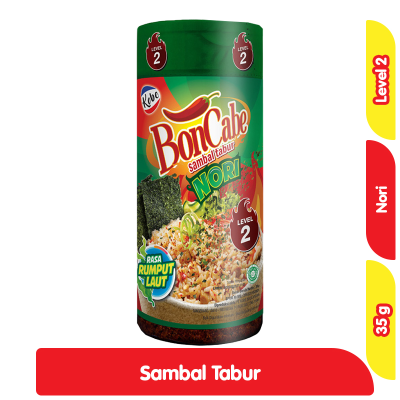 LEVEL
2
LEVEL
2
Kobe
BonCabe
sambal tabur
NORI
LEVEL
2
RASA
RUMPUT
LAUT
Level 2
Nori
35 g
Sambal Tabur